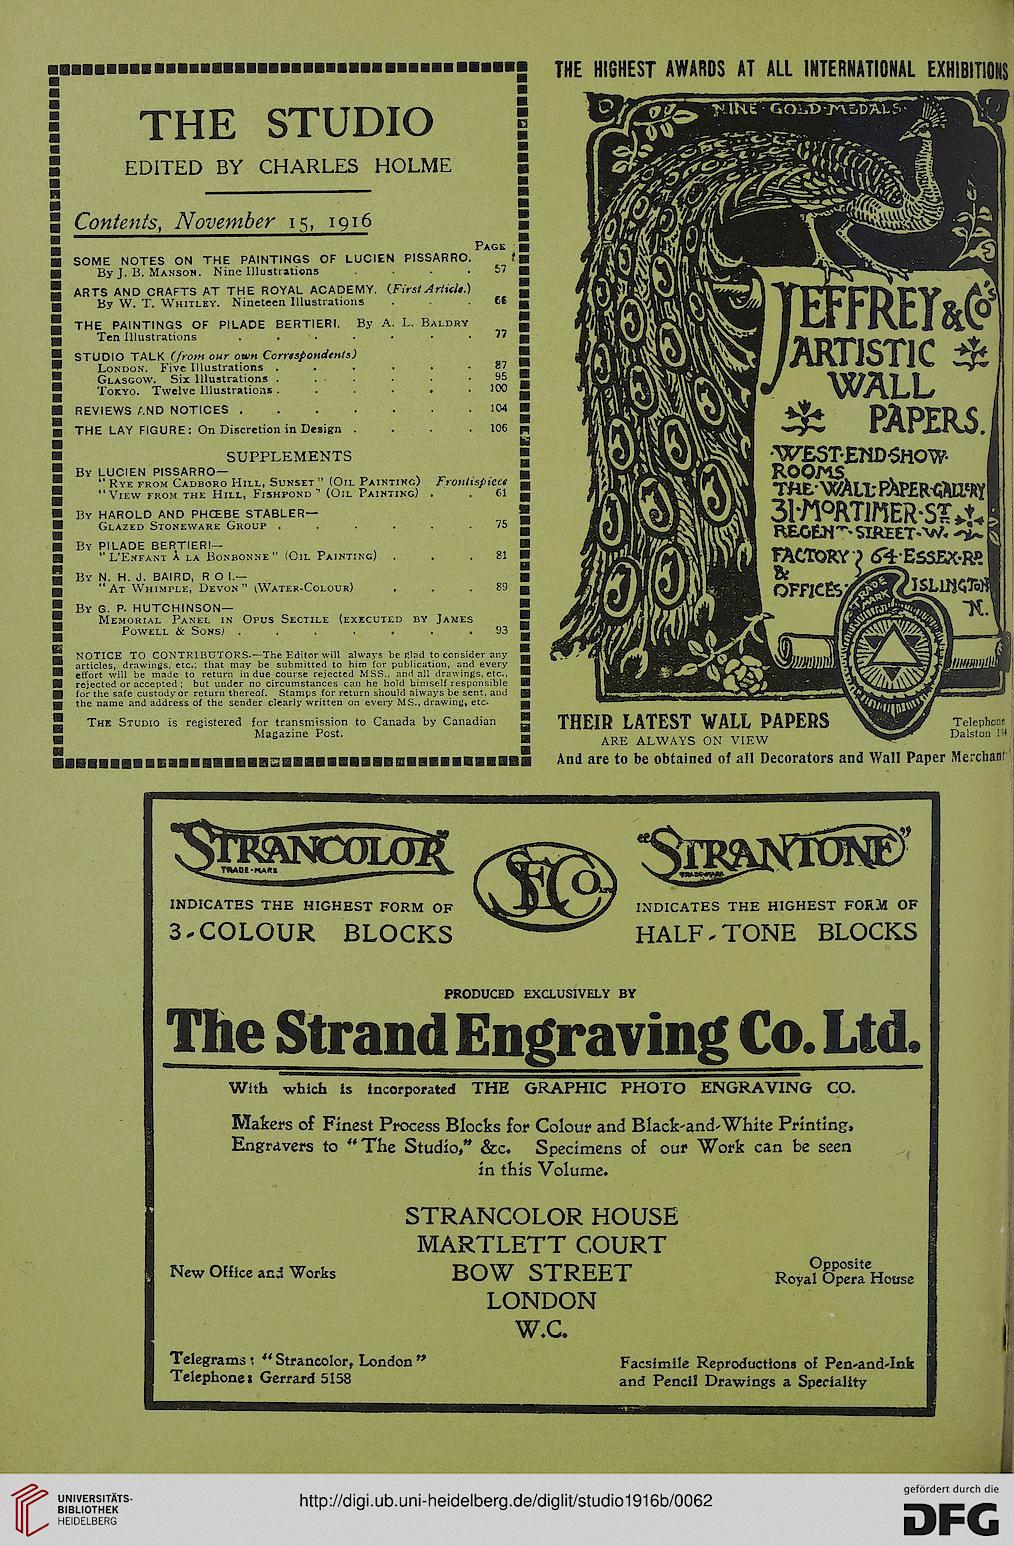 THE STUDIO
EDITED BY CHARLES HOLME
Contents, November 15, 1916
PAGE
SOME NOTES ON THE PAINTINGS OF LUCIEN PISSARRO.
By J. B. MANSON. Nine Illustrations . . . . 57
ARTS AND CRAFTS AT THE ROYAL ACADEMY. (First Article.)
By W. T. WHITLEY. Nineteen Illustrations . . . 66
THE PAINTINGS OF PILADE BERTIERI. By A. L. BALDRY
Ten Illustrations . . . . . . . 77
STUDIO TALK (from our own Correspondents)
LONDON. Five Illustrations . . . . . . 87
GLASGOW. Six Illustrations . . . . . . 95
TOKYO. Twelve Illustrations . . . . . . 100
REVIEWS AND NOTICES . . . . . . . 104
THE LAY FIGURE: On Discretion in Design . . . . 106
SUPPLEMENTS
BY LUCIEN PISSARRO—
"RYE FROM CADBORO HILL, SUNSET" (OIL PAINTING) Frontispiece
"VIEW FROM THE HILL, FISHPOND" (OIL PAINTING) . . 61
BY HAROLD AND PHŒBE STABLER—
GLAZED STONEWARE GROUP . . . . . . 75
BY PILADE BERTIERI—
"L'ENFANT À LA BONBONNE" (OIL PAINTING) . . . 81
BY N. H. J. BAIRD, R O I.—
"AT WHIMPLE, DEVON" (WATER-COLOUR) . . . 89
BY G. P. HUTCHINSON—
MEMORIAL PANEL IN OPUS SECTILE (EXECUTED BY JAMES
POWELL & SONS) . . . . . . . 93
NOTICE TO CONTRIBUTORS.—The Editor will always be glad to consider any
articles, drawings, etc.; that may be submitted to him for publication, and every
effort will be made to return in due course rejected MSS., and all drawings, etc.,
rejected or accepted; but under no circumstances can he hold himself responsible
for the safe custody or return thereof. Stamps for return should always be sent, and
the name and address of the sender clearly written on every MS., drawing, etc.
THE STUDIO is registered for transmission to Canada by Canadian
Magazine Post.
THE HIGHEST AWARDS AT ALL INTERNATIONAL EXHIBITIONS
NINE·GOLD·MEDALS·
JEFFREY & Co's
ARTISTIC
WALL
PAPERS.
·WEST·END·SHOW·
ROOMS
THE·WALL·PAPER·GALLERY
31·MORTIMER·ST.
REGENT·STREET·W.
FACTORY } 64·ESSEX·RD
&
OFFICES· ISLINGTON
N.
TRADE
MARK
THEIR LATEST WALL PAPERS
ARE ALWAYS ON VIEW
Telephone
Dalston
And are to be obtained of all Decorators and Wall Paper Merchants
"STRANCOLOR"
TRADE·MARK
INDICATES THE HIGHEST FORM OF
3-COLOUR BLOCKS
SE Co LTD
"STRANTONE"
TRADE·MARK
INDICATES THE HIGHEST FORM OF
HALF-TONE BLOCKS
PRODUCED EXCLUSIVELY BY
The Strand Engraving Co. Ltd.
With which is incorporated THE GRAPHIC PHOTO ENGRAVING CO.
Makers of Finest Process Blocks for Colour and Black-and-White Printing,
Engravers to "The Studio," &c. Specimens of our Work can be seen
in this Volume.
STRANCOLOR HOUSE
MARTLETT COURT
New Office and Works
BOW STREET
Opposite
Royal Opera House
LONDON
W.C.
Telegrams: "Strancolor, London"
Telephone: Gerrard 5158
Facsimile Reproductions of Pen-and-Ink
and Pencil Drawings a Speciality
UNIVERSITÄTS-
BIBLIOTHEK
HEIDELBERG
http://digi.ub.uni-heidelberg.de/diglit/studio1916b/0062
gefördert durch die
DFG